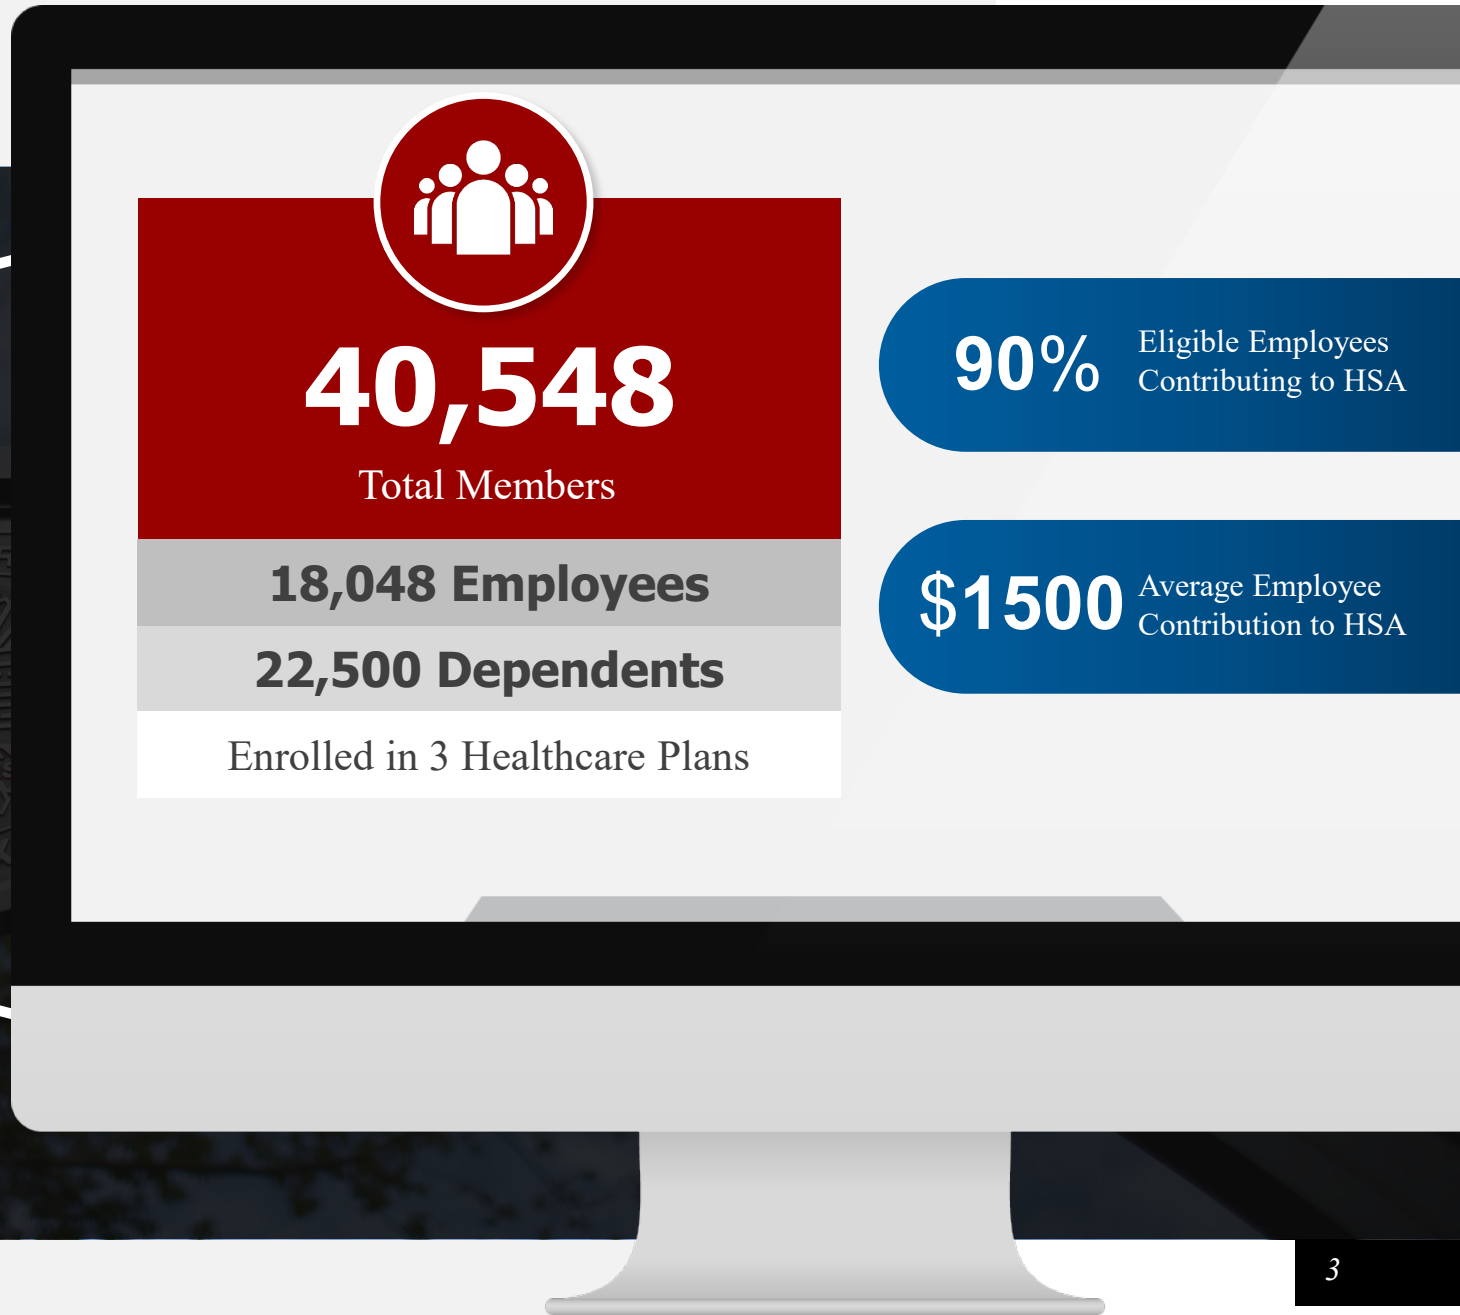 40,548
Total Members
18,048 Employees
22,500 Dependents
Enrolled in 3 Healthcare Plans
90%
Eligible Employees
Contributing to HSA
$1500
Average Employee
Contribution to HSA
3